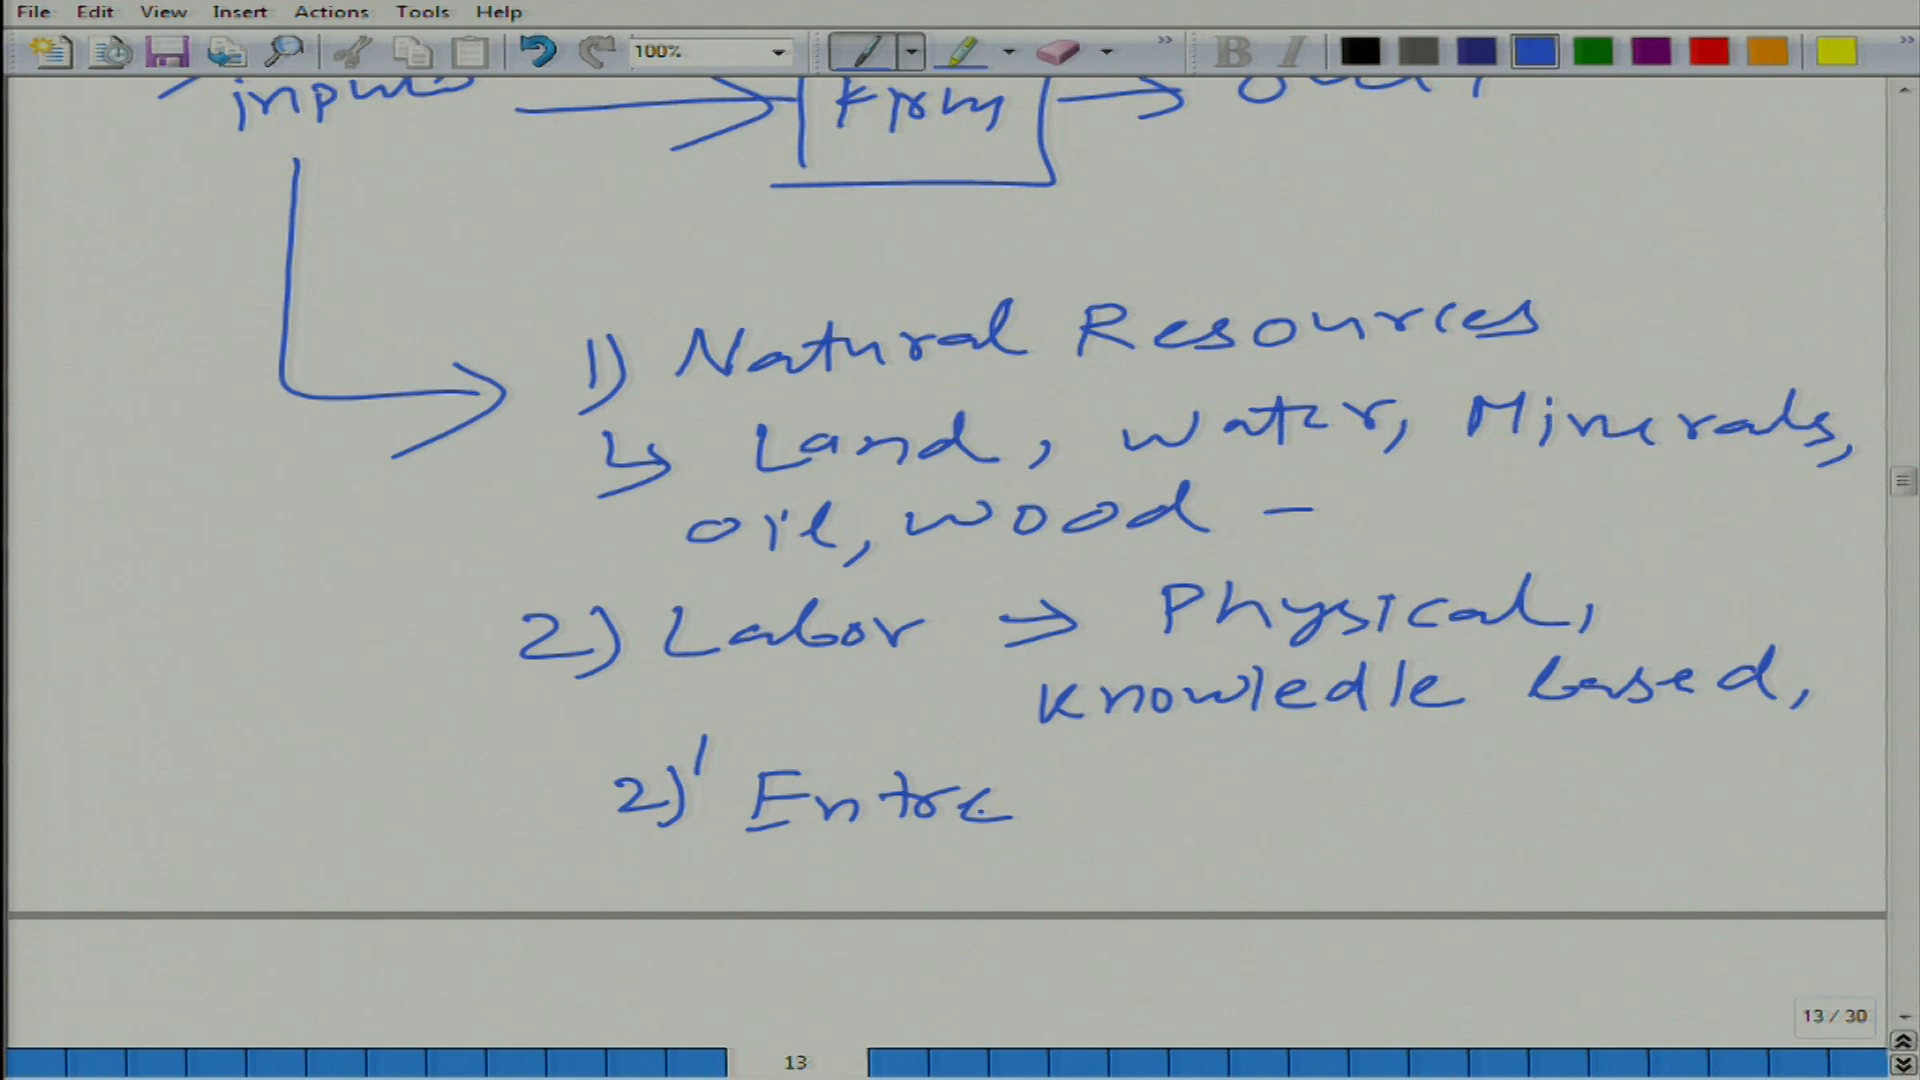 File Edit View Insert Actions Tools Help
100%
inputs Firm
1) Natural Resources
Land, water, Minerals,
oil, wood -
2) Labor → Physical,
knowledle based,
2)' Entre
13 / 30
13